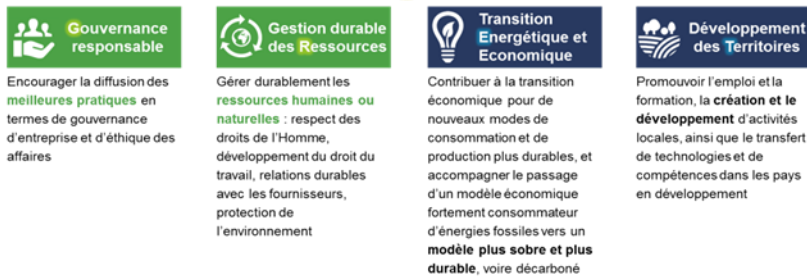 Gouvernance
responsable
Encourager la diffusion des
meilleures pratiques en
termes de gouvernance
d'entreprise et d'éthique des
affaires
Gestion durable
des Ressources
Gérer durablement les
ressources humaines ou
naturelles : respect des
droits de l'Homme,
développement du droit du
travail, relations durables
avec les fournisseurs,
protection de
l'environnement
Transition
Energétique et
Economique
Contribuer à la transition
économique pour de
nouveaux modes de
consommation et de
production plus durables, et
accompagner le passage
d'un modèle économique
fortement consommateur
d'énergies fossiles vers un
modèle plus sobre et plus
durable, voire décarboné
Développement
des Territoires
Promouvoir l'emploi et la
formation, la création et le
développement d'activités
locales, ainsi que le transfert
de technologies et de
compétences dans les pays
en développement